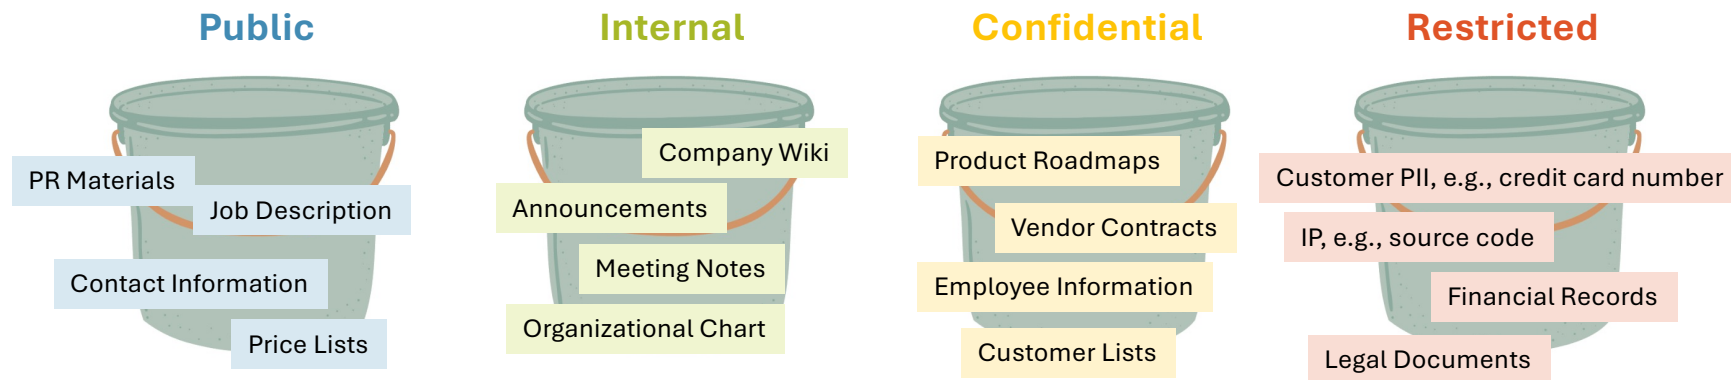 Public
PR Materials
Job Description
Contact Information
Price Lists
Internal
Company Wiki
Announcements
Meeting Notes
Organizational Chart
Confidential
Product Roadmaps
Vendor Contracts
Employee Information
Customer Lists
Restricted
Customer PII, e.g., credit card number
IP, e.g., source code
Financial Records
Legal Documents